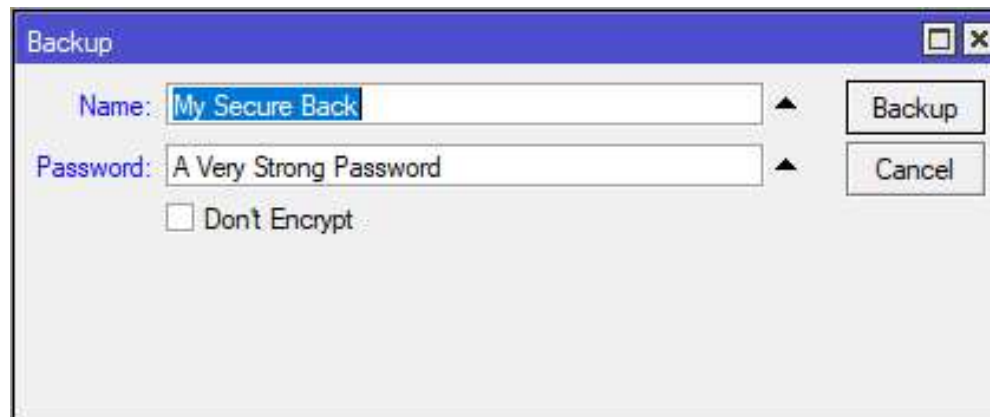 Backup
Name: My Secure Back Backup
Password: A Very Strong Password Cancel
Don't Encrypt